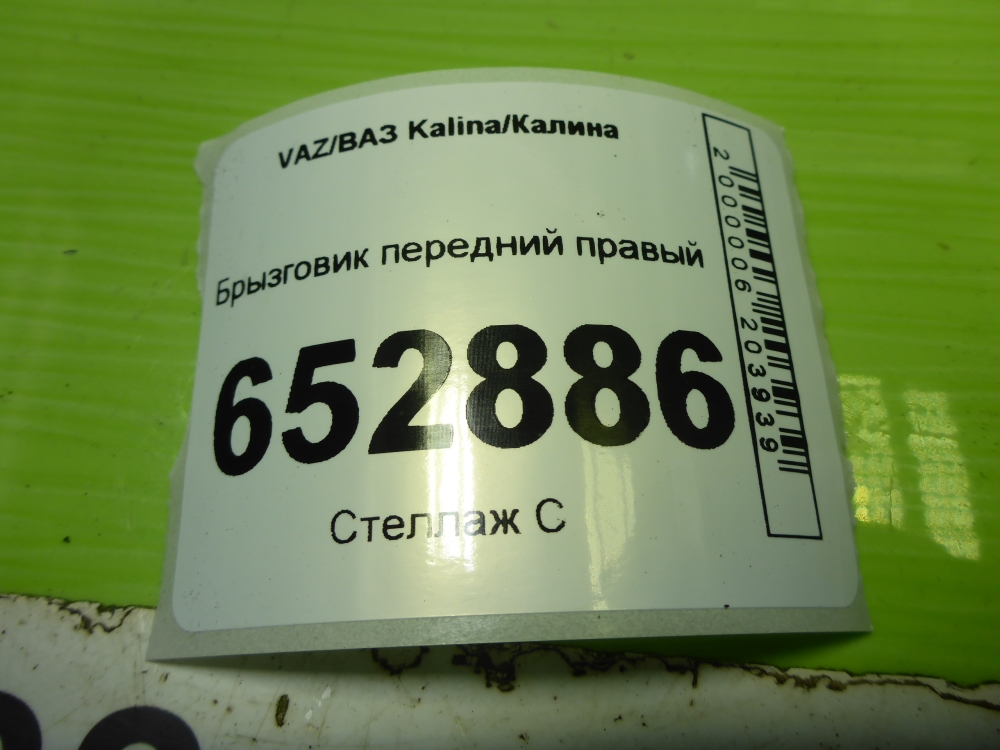 VAZ/ВАЗ Kalina/Калина
Брызговик передний правый
652886
Стеллаж С
2000006203939